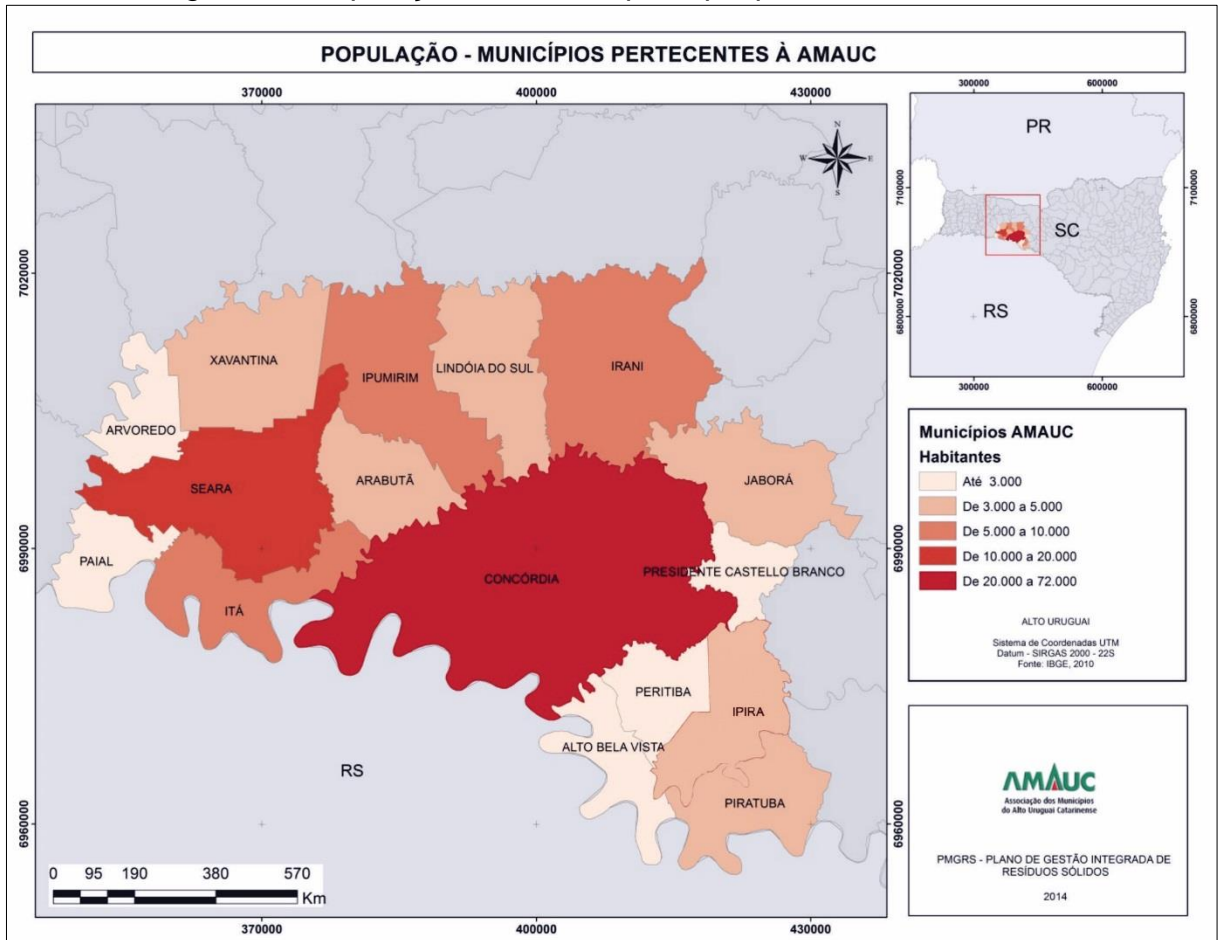 POPULAÇÃO - MUNICÍPIOS PERTECENTES À AMAUC
370000 400000 430000
7020000
6990000
6960000
N
W E
S
XAVANTINA
IPUMIRIM
LINDÓIA DO SUL
IRANI
ARVOREDO
SEARA
ARABUTÃ
JABORÁ
PAIAL
ITÁ
CONCÓRDIA
PRESIDENTE CASTELLO BRANCO
PERITIBA
IPIRA
ALTO BELA VISTA
RS
PIRATUBA
0 95 190 380 570
Km
370000 400000 430000
7020000
6990000
6960000
300000 600000
7100000
6800000
PR
SC
RS
7100000
6800000
300000 600000
Municípios AMAUC
Habitantes
Até 3.000
De 3.000 a 5.000
De 5.000 a 10.000
De 10.000 a 20.000
De 20.000 a 72.000
ALTO URUGUAI
Sistema de Coordenadas UTM
Datum - SIRGAS 2000 - 22S
Fonte: IBGE, 2010
AMAUC
Associação dos Municípios
do Alto Uruguai Catarinense
PMGRS - PLANO DE GESTÃO INTEGRADA DE
RESÍDUOS SÓLIDOS
2014